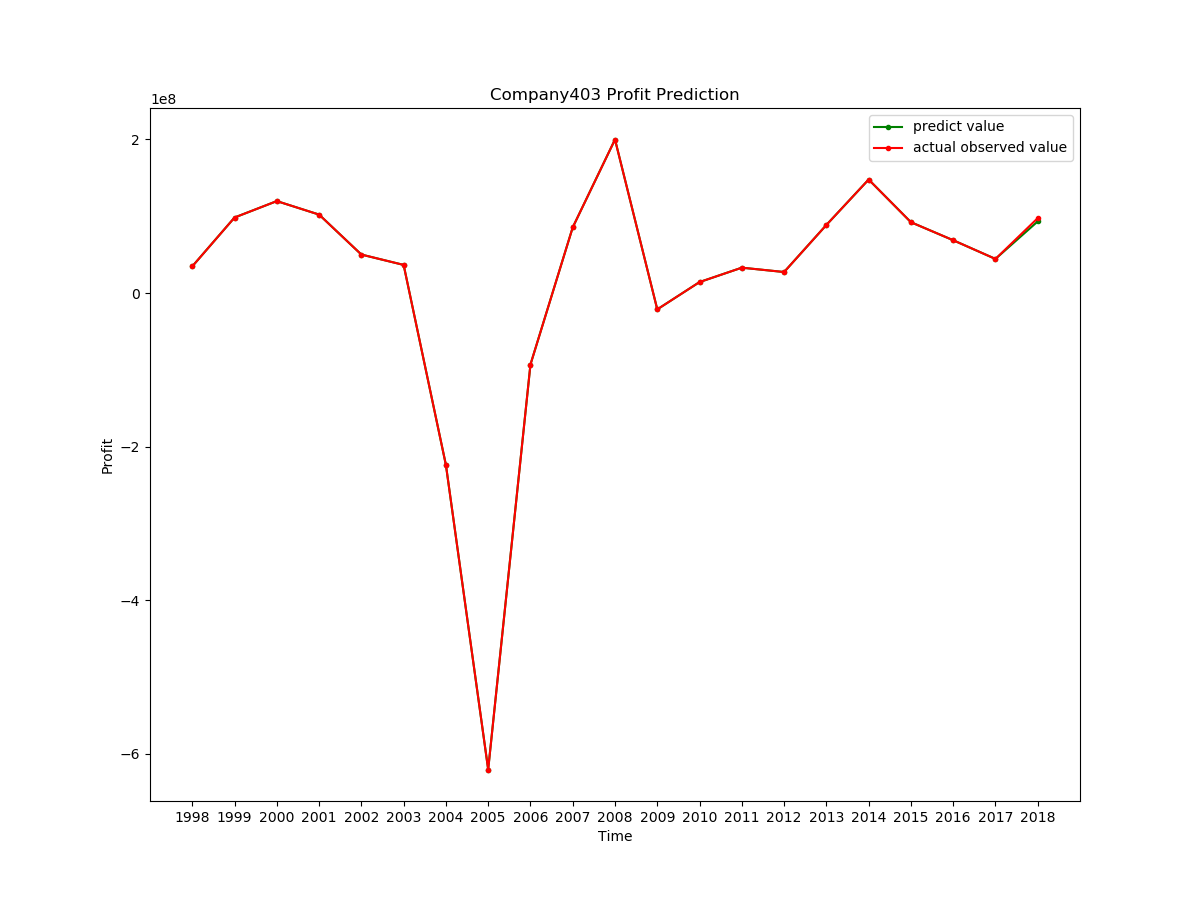 Company403 Profit Prediction
1e8
predict value
actual observed value
2
0
−2
−4
−6
Profit
1998 1999 2000 2001 2002 2003 2004 2005 2006 2007 2008 2009 2010 2011 2012 2013 2014 2015 2016 2017 2018
Time